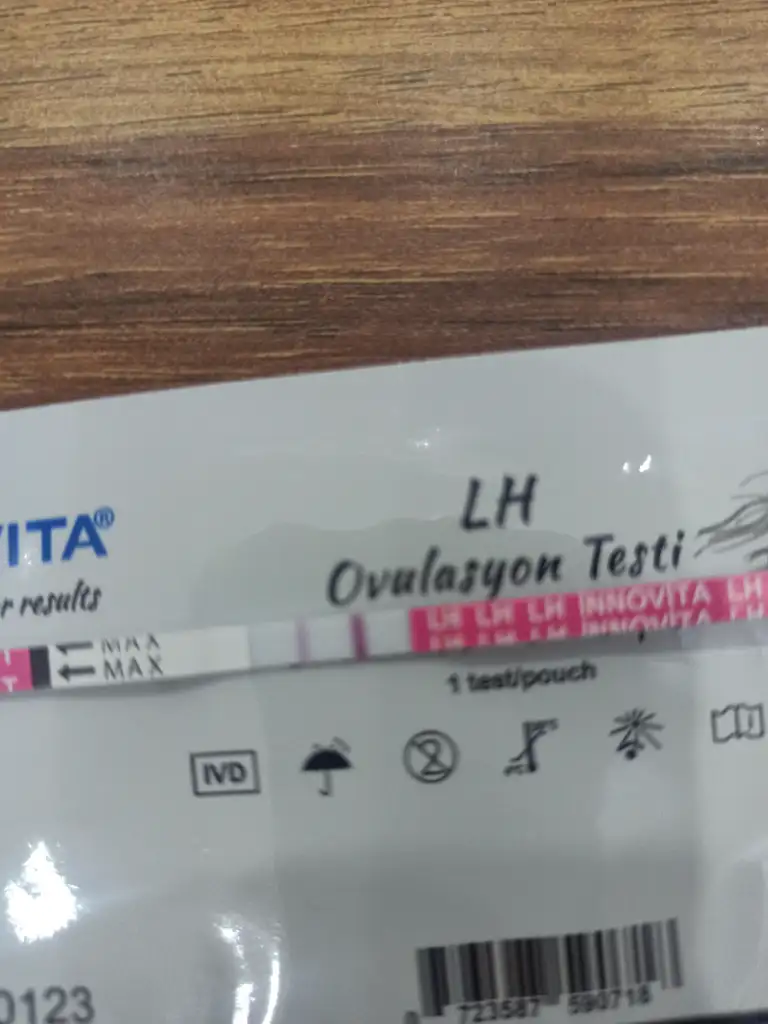 LH
VITA®
Ovulasyon Testi
r results
LH LH LH INNOVITA LH
MAX
MAX
1 test/pouch
IVD
2
0123
723587 590718